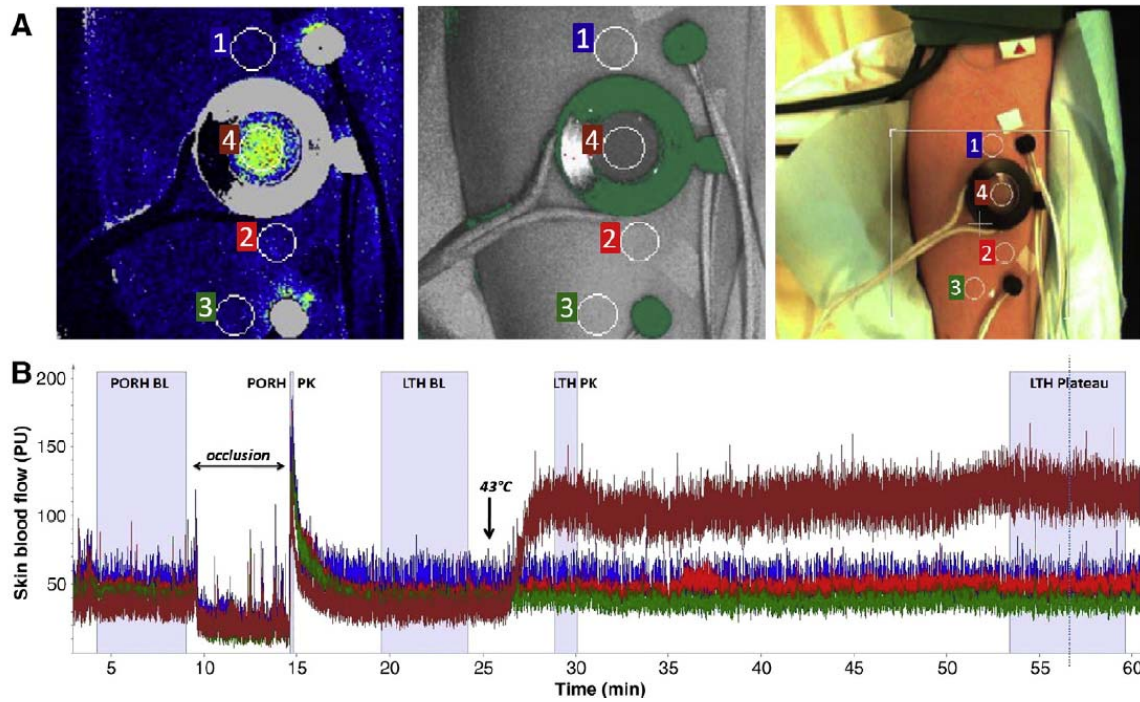 A
1
4
2
3
1
4
2
3
1
4
2
3
B
200
150
100
50
Skin blood flow (PU)
PORH BL
PORH PK
LTH BL
LTH PK
LTH Plateau
occlusion
43°C
5 10 15 20 25 30 35 40 45 50 55 60
Time (min)